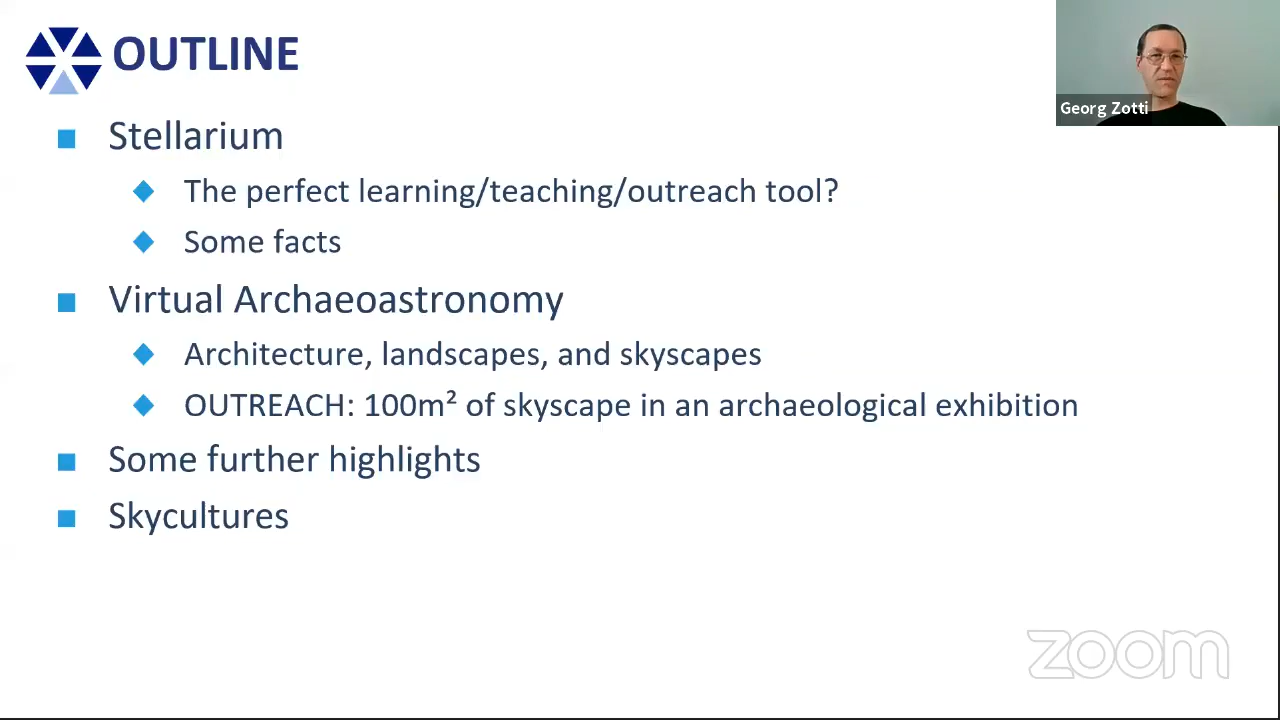 OUTLINE
Georg Zotti
Stellarium
The perfect learning/teaching/outreach tool?
Some facts
Virtual Archaeoastronomy
Architecture, landscapes, and skyscapes
OUTREACH: 100m² of skyscape in an archaeological exhibition
Some further highlights
Skycultures
zoom